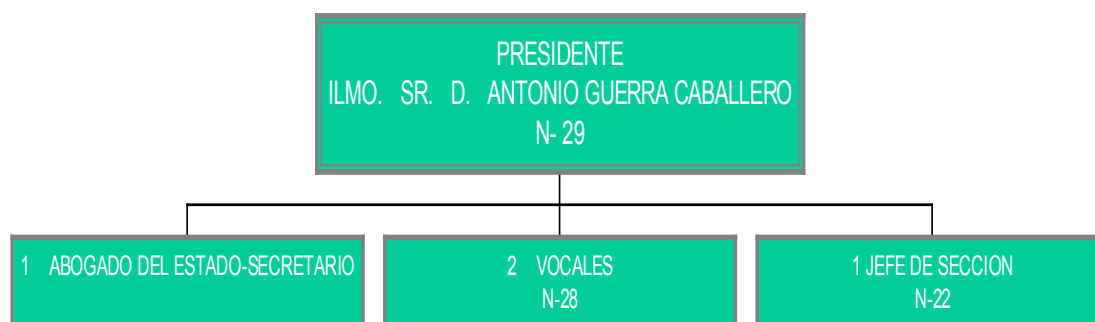 PRESIDENTE
ILMO. SR. D. ANTONIO GUERRA CABALLERO
N- 29
1 ABOGADO DEL ESTADO-SECRETARIO
2 VOCALES
N-28
1 JEFE DE SECCION
N-22